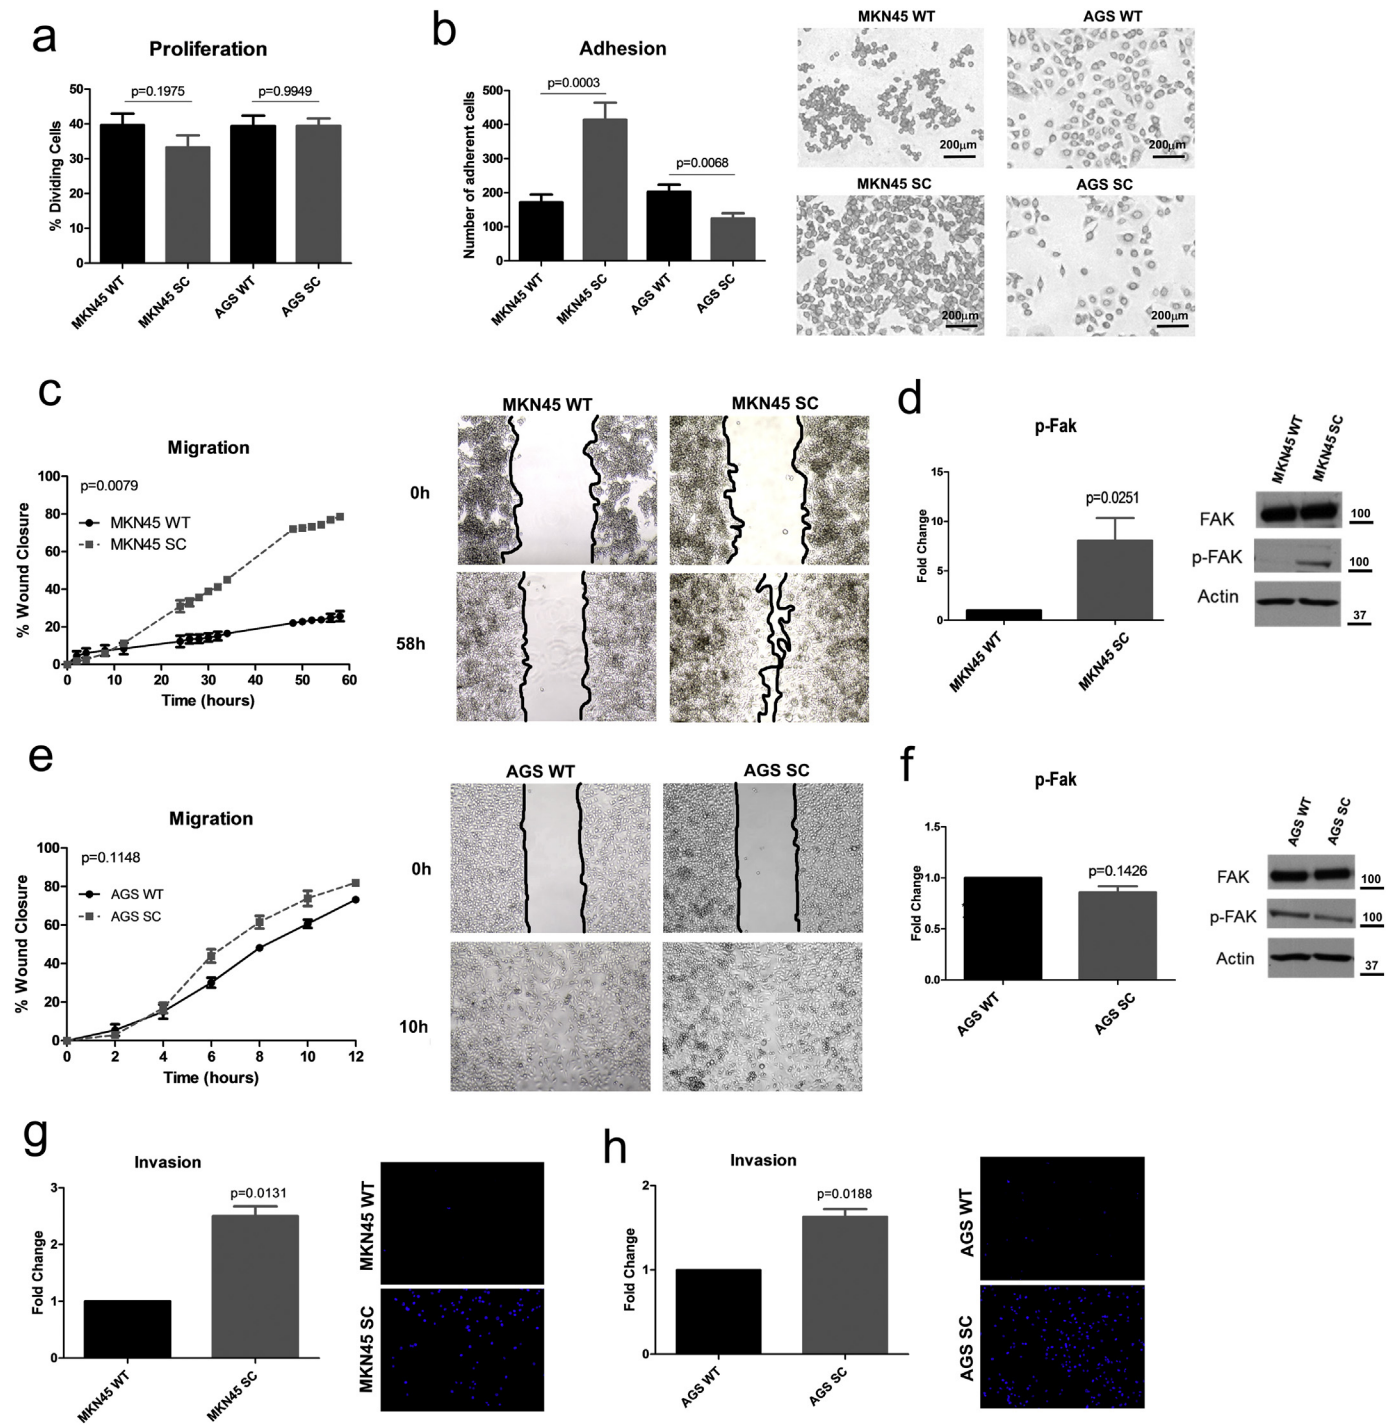 a
Proliferation
% Dividing Cells
50
40
30
20
10
0
p=0.1975
p=0.9949
MKN45 WT
MKN45 SC
AGS WT
AGS SC
b
Adhesion
Number of adherent cells
500
400
300
200
100
0
p=0.0003
p=0.0068
MKN45 WT
MKN45 SC
AGS WT
AGS SC
MKN45 WT
200μm
AGS WT
200μm
MKN45 SC
200μm
AGS SC
200μm
c
Migration
% Wound Closure
100
80
60
40
20
0
p=0.0079
MKN45 WT
MKN45 SC
0 10 20 30 40 50 60
Time (hours)
MKN45 WT
MKN45 SC
0h
58h
d
p-Fak
Fold Change
15
10
5
0
p=0.0251
MKN45 WT
MKN45 SC
MKN45 WT
MKN45 SC
FAK
100
p-FAK
100
Actin
37
e
Migration
% Wound Closure
100
80
60
40
20
0
p=0.1148
AGS WT
AGS SC
0 2 4 6 8 10 12
Time (hours)
AGS WT
AGS SC
0h
10h
f
p-Fak
Fold Change
1.5
1.0
0.5
0.0
p=0.1426
AGS WT
AGS SC
AGS WT
AGS SC
FAK
100
p-FAK
100
Actin
37
g
Invasion
Fold Change
3
2
1
0
p=0.0131
MKN45 WT
MKN45 SC
MKN45 WT
MKN45 SC
h
Invasion
Fold Change
2
1
0
p=0.0188
AGS WT
AGS SC
AGS WT
AGS SC